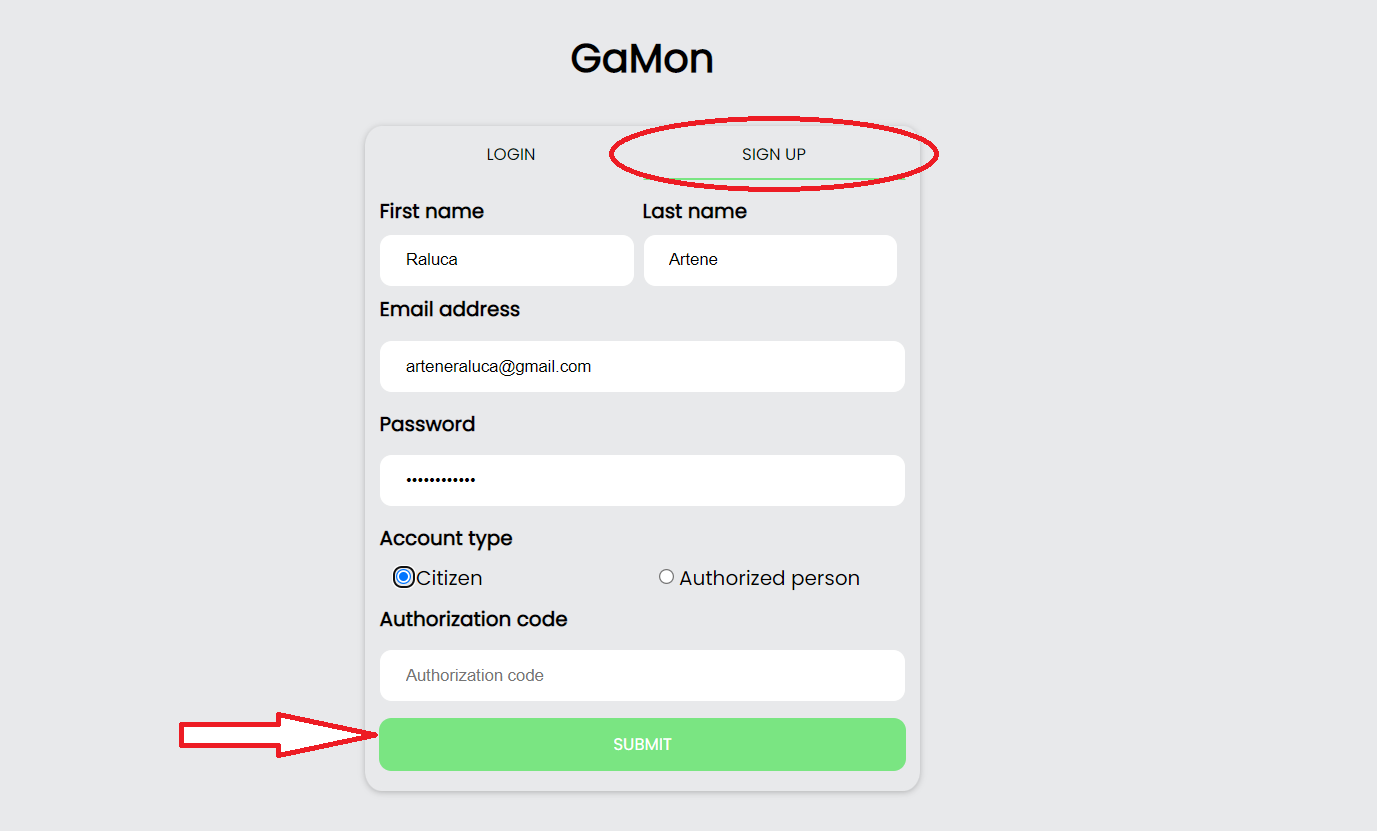 GaMon
LOGIN SIGN UP
First name Last name
Raluca Artene
Email address
arteneraluca@gmail.com
Password
••••••••••••
Account type
Citizen Authorized person
Authorization code
Authorization code
SUBMIT